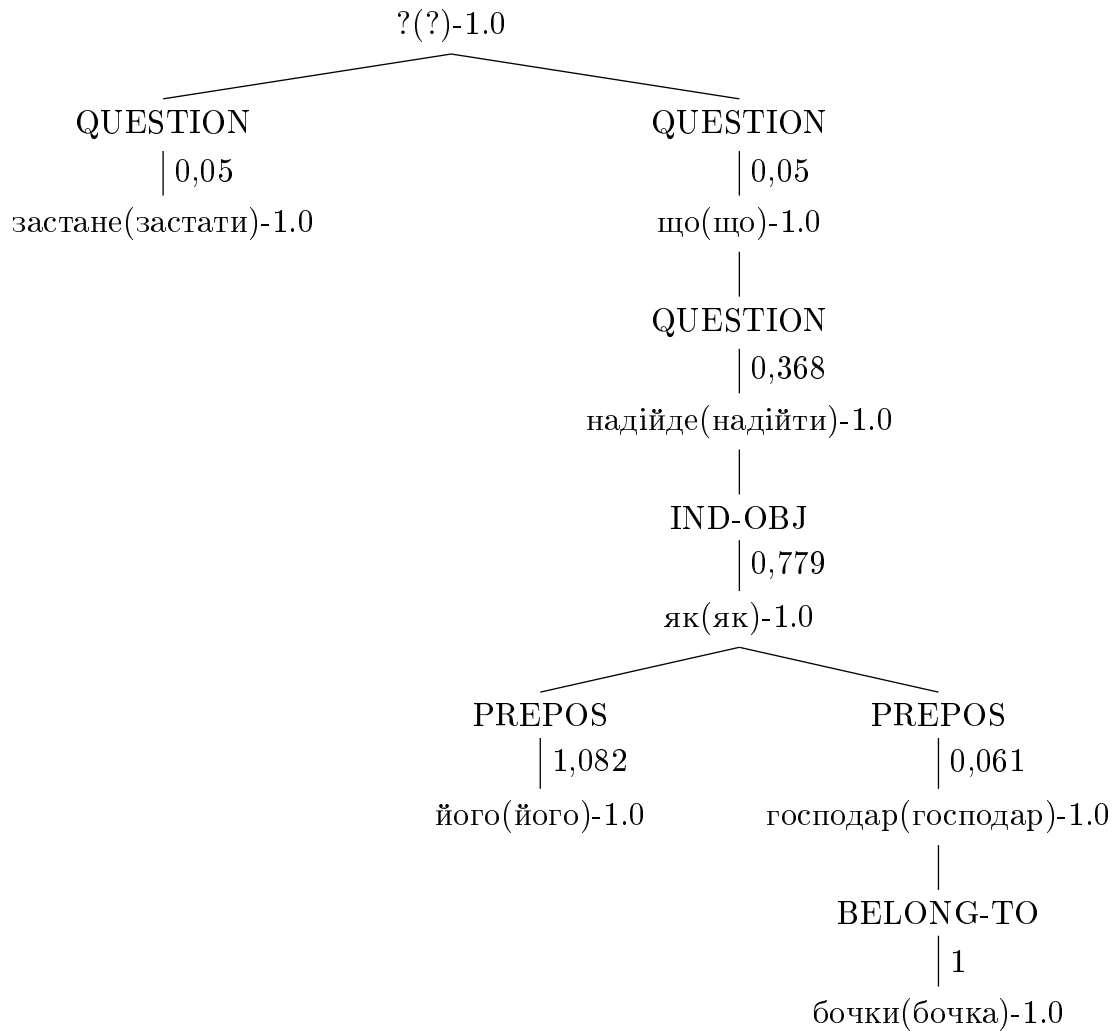 ?(?)-1.0
QUESTION QUESTION
0,05 0,05
застане(застати)-1.0 що(що)-1.0
QUESTION
0,368
надійде(надійти)-1.0
IND-OBJ
0,779
як(як)-1.0
PREPOS PREPOS
1,082 0,061
його(його)-1.0 господар(господар)-1.0
BELONG-TO
1
бочки(бочка)-1.0